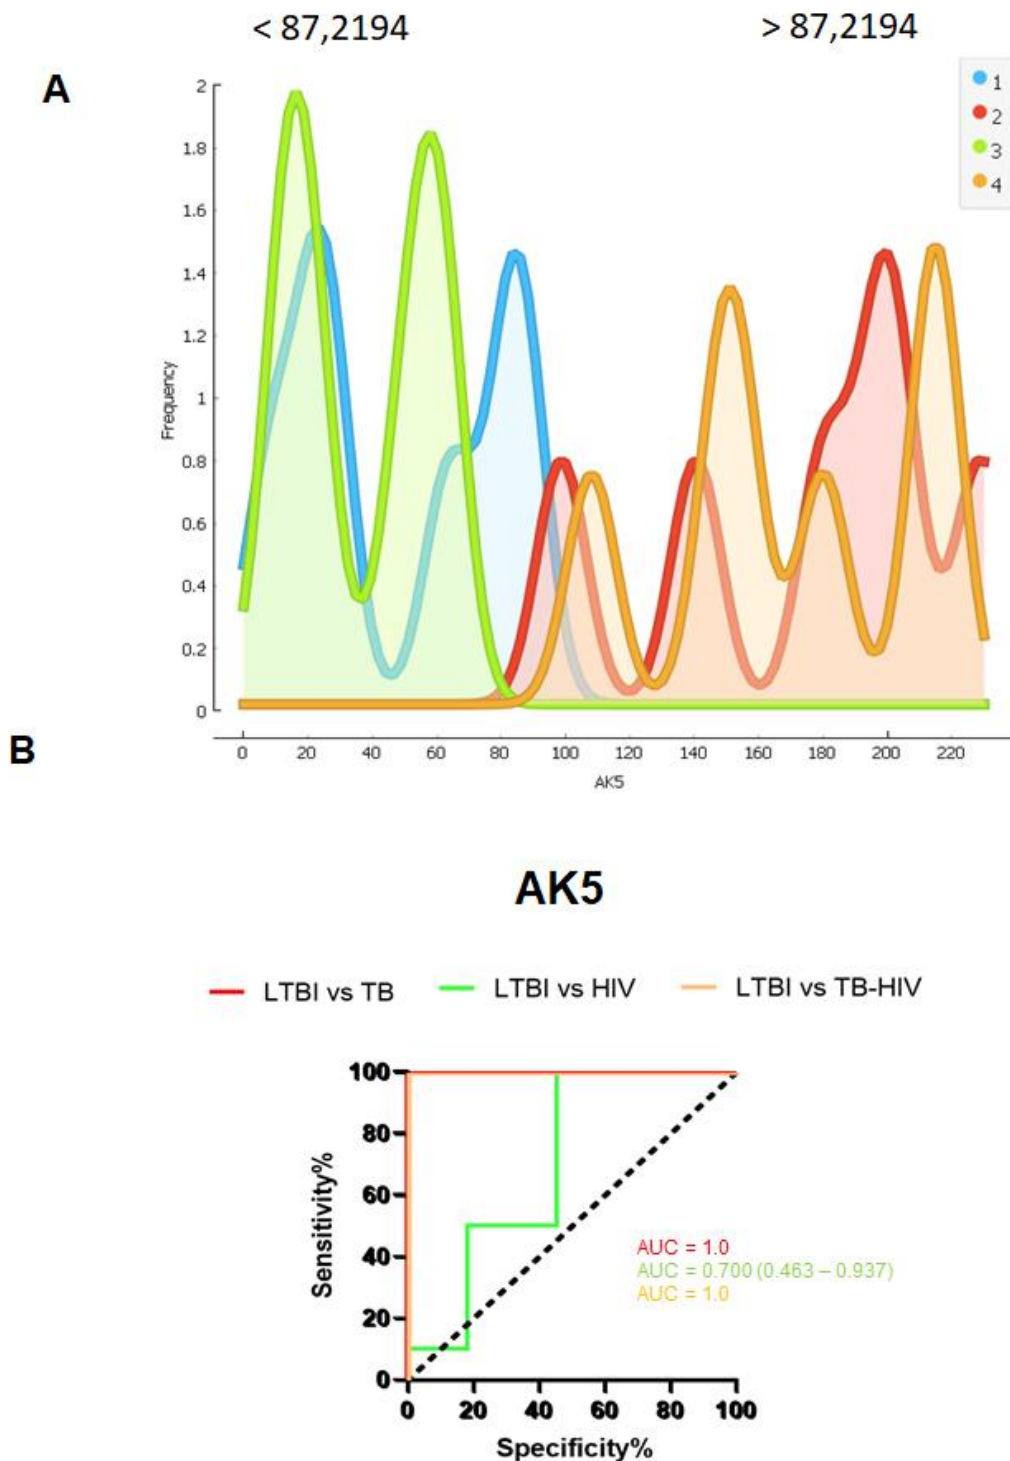 < 87,2194 > 87,2194
A
1
2
3
4
2
1.8
1.6
1.4
1.2
1
0.8
0.6
0.4
0.2
0
Frequency
0 20 40 60 80 100 120 140 160 180 200 220
AK5
B
AK5
LTBI vs TB LTBI vs HIV LTBI vs TB-HIV
100
80
60
40
20
0
Sensitivity%
AUC = 1.0
AUC = 0.700 (0.463 – 0.937)
AUC = 1.0
0 20 40 60 80 100
Specificity%